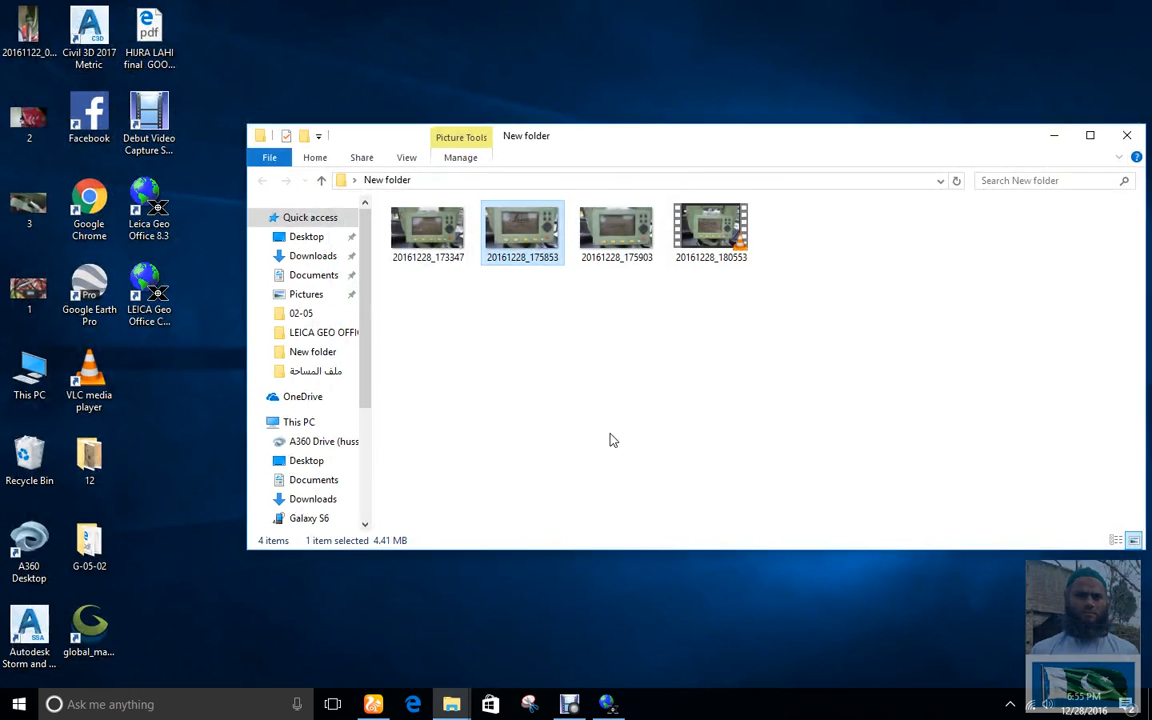 20161122_0...
Civil 3D 2017
Metric
HIJRA LAHI
final GOO...
2
Facebook
Debut Video
Capture S...
3
Google
Chrome
Leica Geo
Office 8.3
1
Google Earth
Pro
LEICA Geo
Office C...
This PC
VLC media
player
Recycle Bin
12
A360
Desktop
G-05-02
Autodesk
Storm and ...
global_ma...
Picture Tools
New folder
File
Home
Share
View
Manage
New folder
Search New folder
Quick access
Desktop
Documents
Downloads
Documents
Pictures
02-05
LEICA GEO OFFI
New folder
ملف المساحة
OneDrive
This PC
A360 Drive (huss
Desktop
Documents
Downloads
Galaxy S6
20161228_173347
20161228_175853
20161228_175903
20161228_180553
4 items
1 item selected 4.41 MB
Ask me anything
6:55 PM
12/28/2016